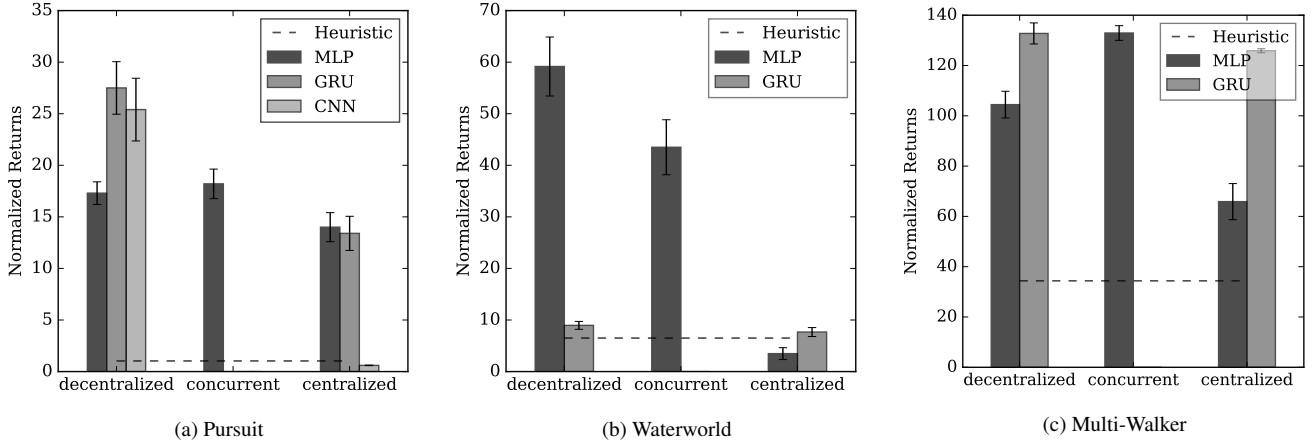 35
30
25
20
15
10
5
0
Normalized Returns
Heuristic
MLP
GRU
CNN
decentralized concurrent centralized
(a) Pursuit
70
60
50
40
30
20
10
0
Normalized Returns
Heuristic
MLP
GRU
decentralized concurrent centralized
(b) Waterworld
140
120
100
80
60
40
20
0
Normalized Returns
Heuristic
MLP
GRU
decentralized concurrent centralized
(c) Multi-Walker